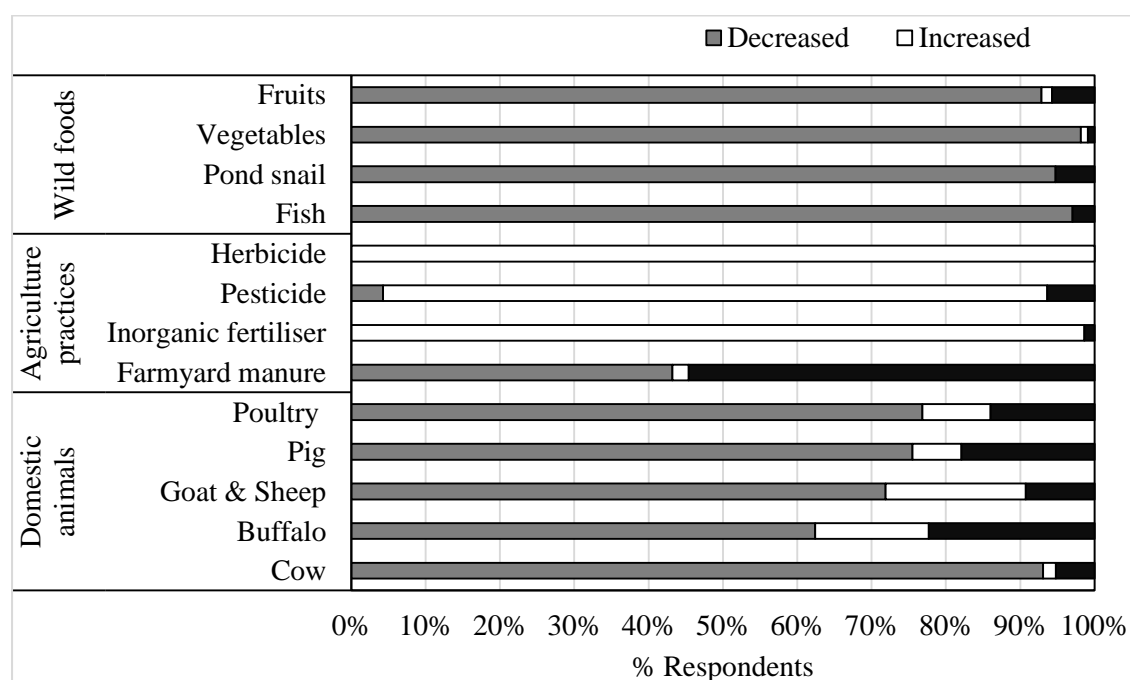 Decreased Increased
Wild foods
Fruits
Vegetables
Pond snail
Fish
Agriculture
practices
Herbicide
Pesticide
Inorganic fertiliser
Farmyard manure
Domestic
animals
Poultry
Pig
Goat & Sheep
Buffalo
Cow
0% 10% 20% 30% 40% 50% 60% 70% 80% 90% 100%
% Respondents